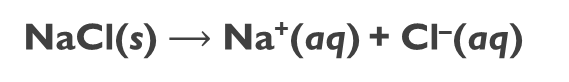 NaCl(s) ⟶ Na⁺(aq) + Cl⁻(aq)